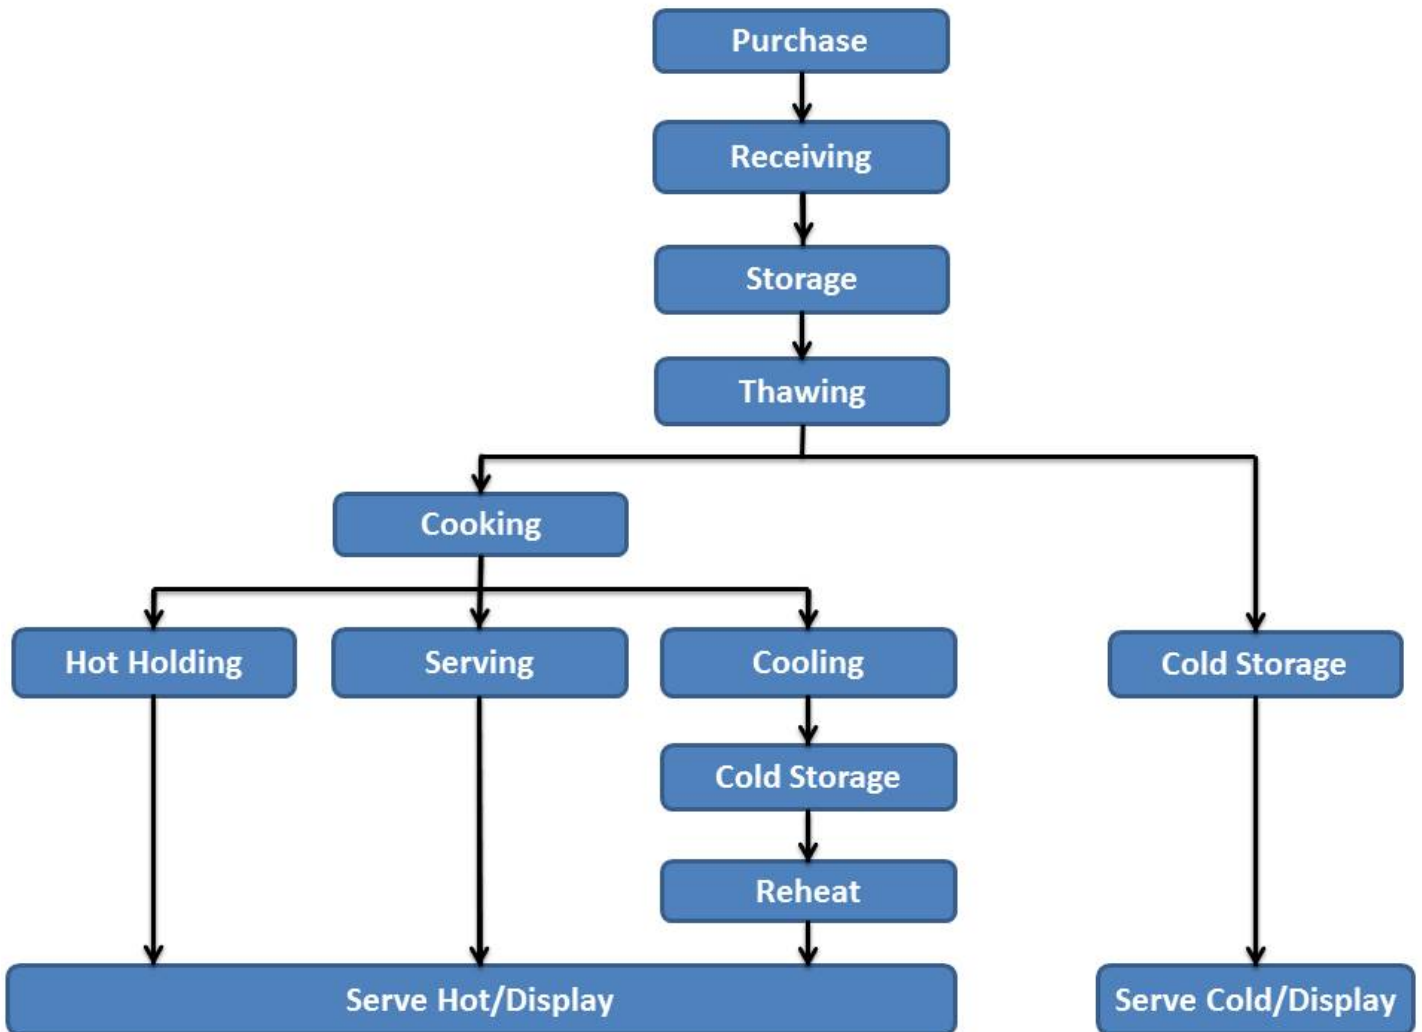 Purchase
Receiving
Storage
Thawing
Cooking
Hot Holding
Serving
Cooling
Cold Storage
Cold Storage
Reheat
Serve Hot/Display
Serve Cold/Display